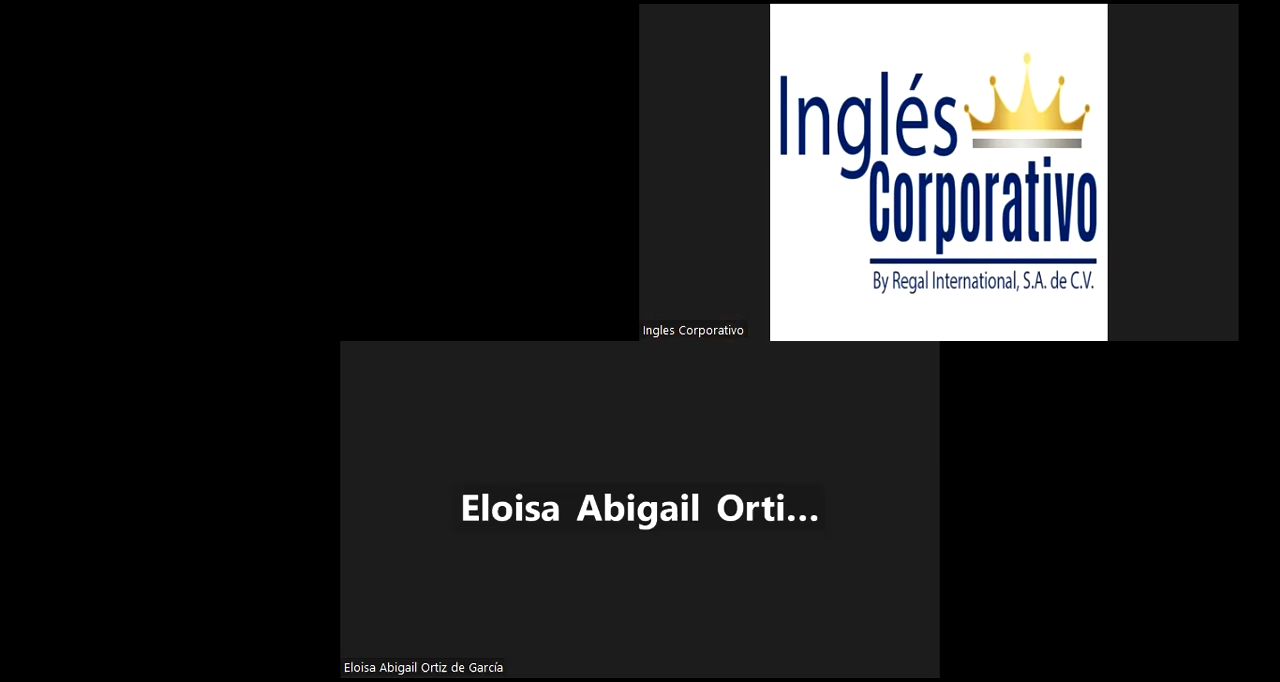 Inglés
Corporativo
By Regal International, S.A. de C.V.
Ingles Corporativo
Eloisa Abigail Orti...
Eloisa Abigail Ortiz de García